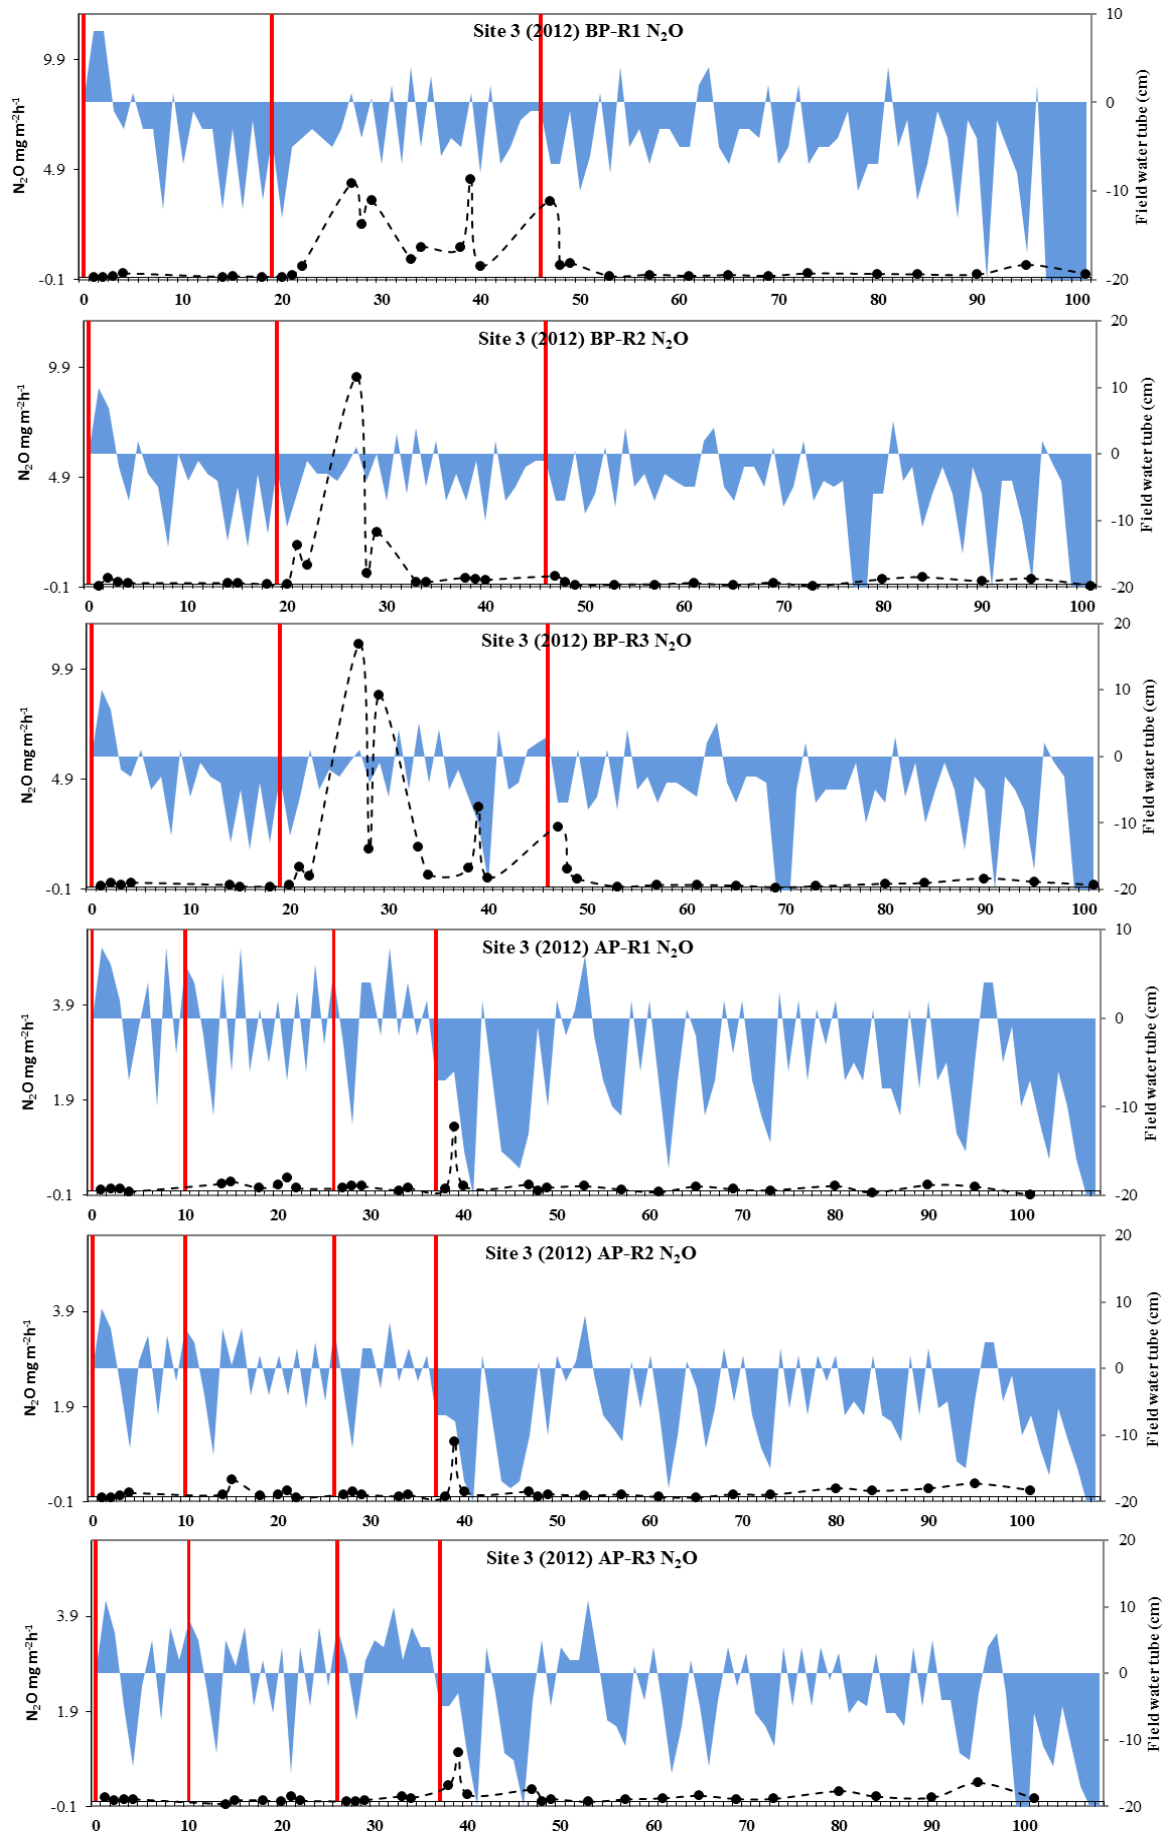 Site 3 (2012) BP-R1 N₂O
10
9.9
0
4.9
-10
-0.1
-20
N₂O mg m⁻²h⁻¹
Field water tube (cm)
0 10 20 30 40 50 60 70 80 90 100
Site 3 (2012) BP-R2 N₂O
20
9.9
10
0
4.9
-10
-0.1
-20
N₂O mg m⁻²h⁻¹
Field water tube (cm)
0 10 20 30 40 50 60 70 80 90 100
Site 3 (2012) BP-R3 N₂O
20
9.9
10
0
4.9
-10
-0.1
-20
N₂O mg m⁻²h⁻¹
Field water tube (cm)
0 10 20 30 40 50 60 70 80 90 100
Site 3 (2012) AP-R1 N₂O
10
3.9
0
1.9
-10
-0.1
-20
N₂O mg m⁻²h⁻¹
Field water tube (cm)
0 10 20 30 40 50 60 70 80 90 100
Site 3 (2012) AP-R2 N₂O
20
10
3.9
0
1.9
-10
-0.1
-20
N₂O mg m⁻²h⁻¹
Field water tube (cm)
0 10 20 30 40 50 60 70 80 90 100
Site 3 (2012) AP-R3 N₂O
20
10
3.9
0
1.9
-10
-0.1
-20
N₂O mg m⁻²h⁻¹
Field water tube (cm)
0 10 20 30 40 50 60 70 80 90 100